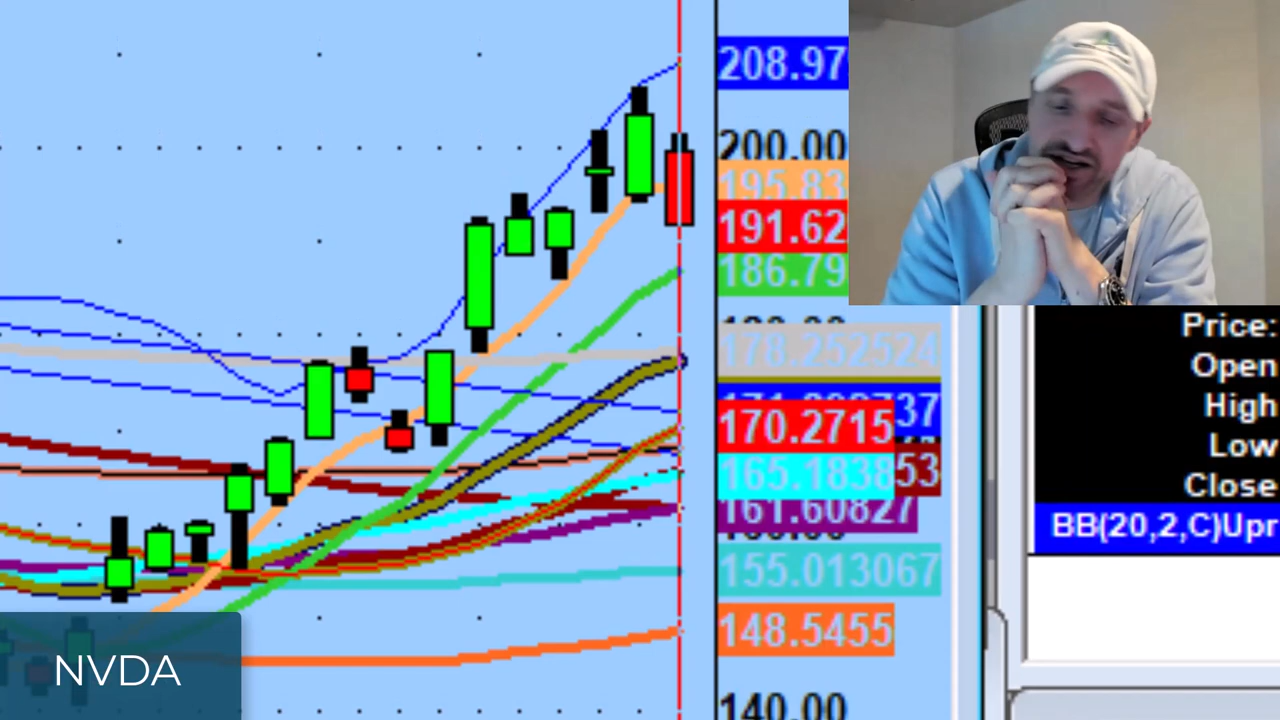 208.97
200.00
195.83
191.62
186.79
178.252524
170.2715
53
165.1838
161.60827
155.013067
148.5455
140.00
Price:
Open
High
Low
Close
BB(20,2,C)Upr
NVDA